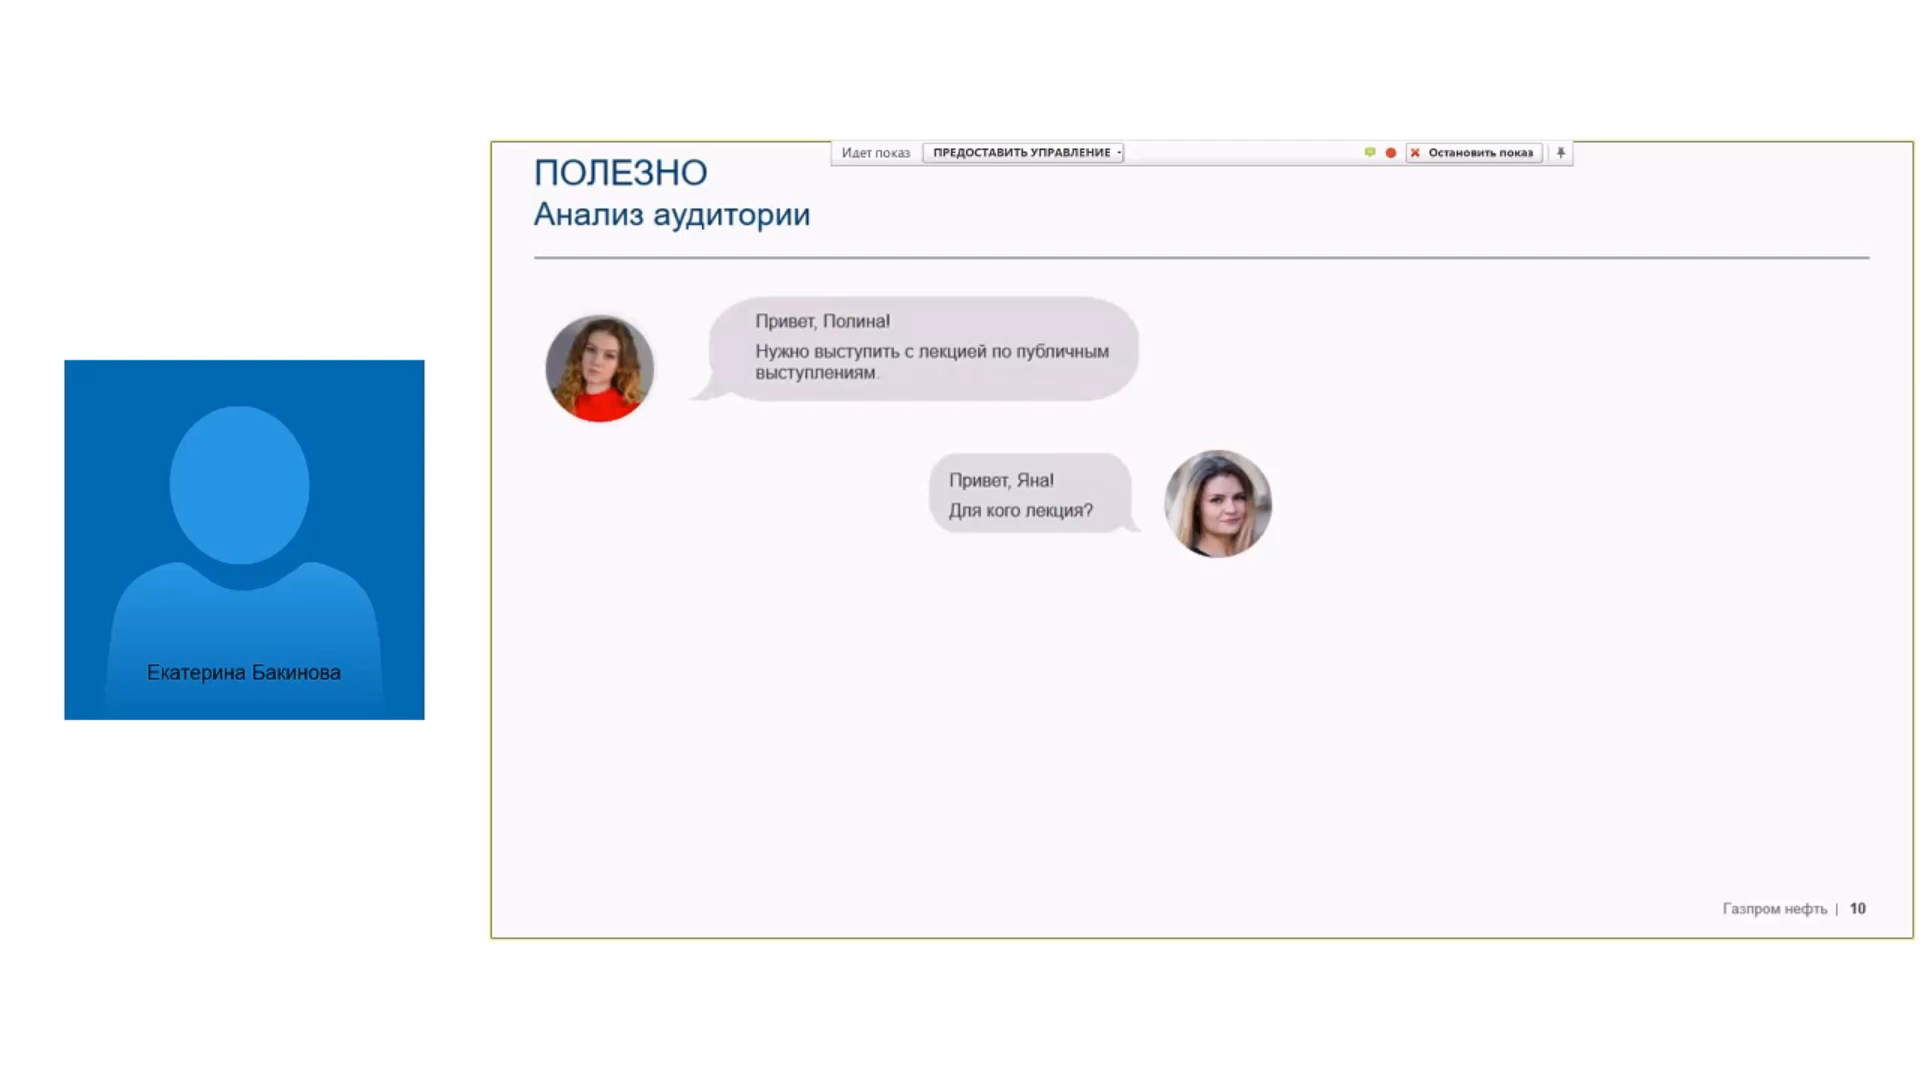 Идет показ
ПРЕДОСТАВИТЬ УПРАВЛЕНИЕ
Остановить показ
ПОЛЕЗНО
Анализ аудитории
Привет, Полина!
Нужно выступить с лекцией по публичным
выступлениям.
Привет, Яна!
Для кого лекция?
Екатерина Бакинова
Газпром нефть | 10